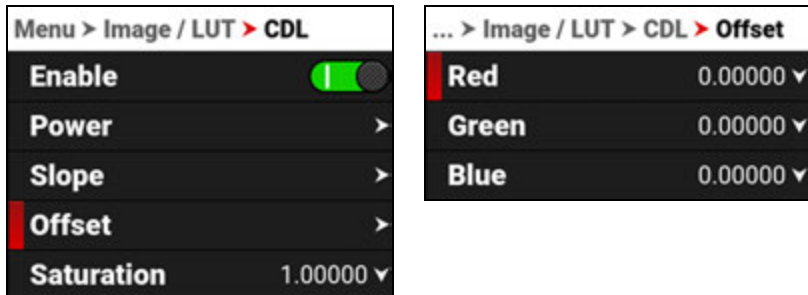 Menu > Image / LUT > CDL
Enable
Power >
Slope >
Offset >
Saturation 1.00000
... > Image / LUT > CDL > Offset
Red 0.00000
Green 0.00000
Blue 0.00000